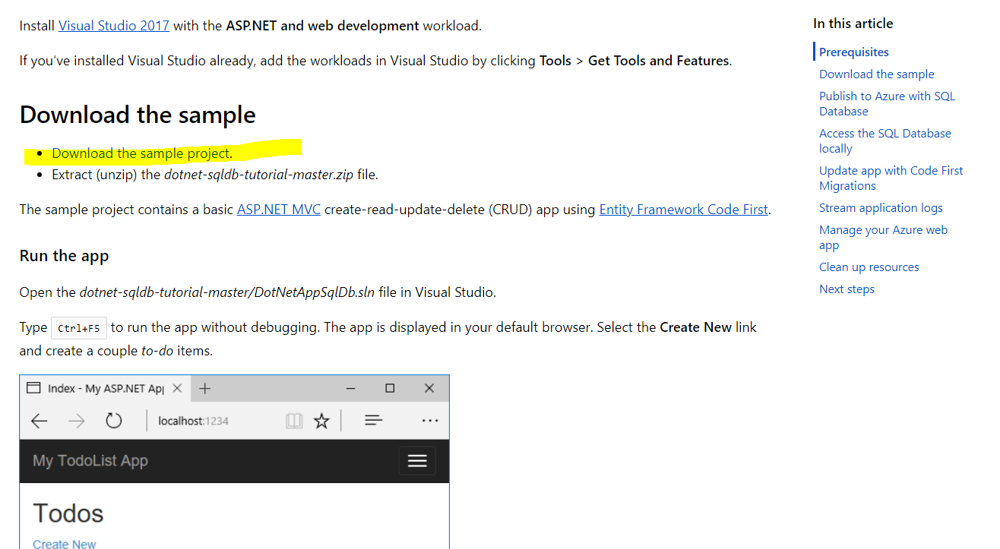 Install Visual Studio 2017 with the ASP.NET and web development workload.
If you've installed Visual Studio already, add the workloads in Visual Studio by clicking Tools > Get Tools and Features.
Download the sample
• Download the sample project.
• Extract (unzip) the dotnet-sqldb-tutorial-master.zip file.
The sample project contains a basic ASP.NET MVC create-read-update-delete (CRUD) app using Entity Framework Code First.
Run the app
Open the dotnet-sqldb-tutorial-master/DotNetAppSqlDb.sln file in Visual Studio.
Type Ctrl+F5 to run the app without debugging. The app is displayed in your default browser. Select the Create New link
and create a couple to-do items.
Index - My ASP.NET App
localhost:1234
My TodoList App
Todos
Create New
In this article
Prerequisites
Download the sample
Publish to Azure with SQL
Database
Access the SQL Database
locally
Update app with Code First
Migrations
Stream application logs
Manage your Azure web
app
Clean up resources
Next steps